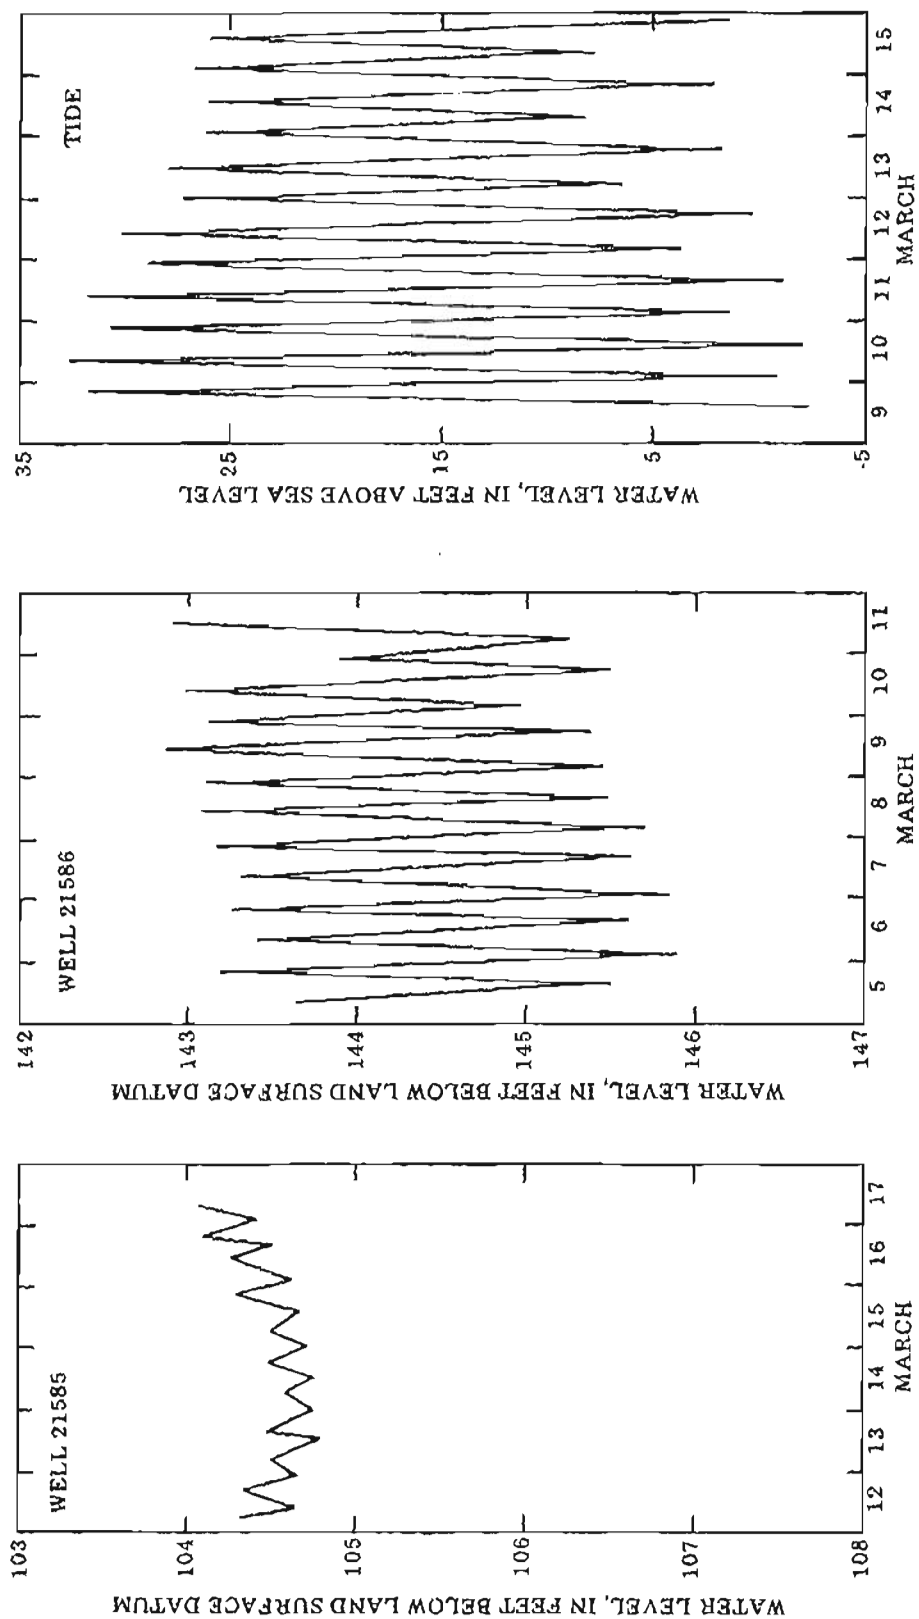 WELL 21585
103
104
105
106
107
108
WATER LEVEL, IN FEET BELOW LAND SURFACE DATUM
12 13 14 15 16 17
MARCH
WELL 21586
142
143
144
145
146
147
WATER LEVEL, IN FEET BELOW LAND SURFACE DATUM
5 6 7 8 9 10 11
MARCH
TIDE
35
25
15
5
-5
WATER LEVEL, IN FEET ABOVE SEA LEVEL
9 10 11 12 13 14 15
MARCH